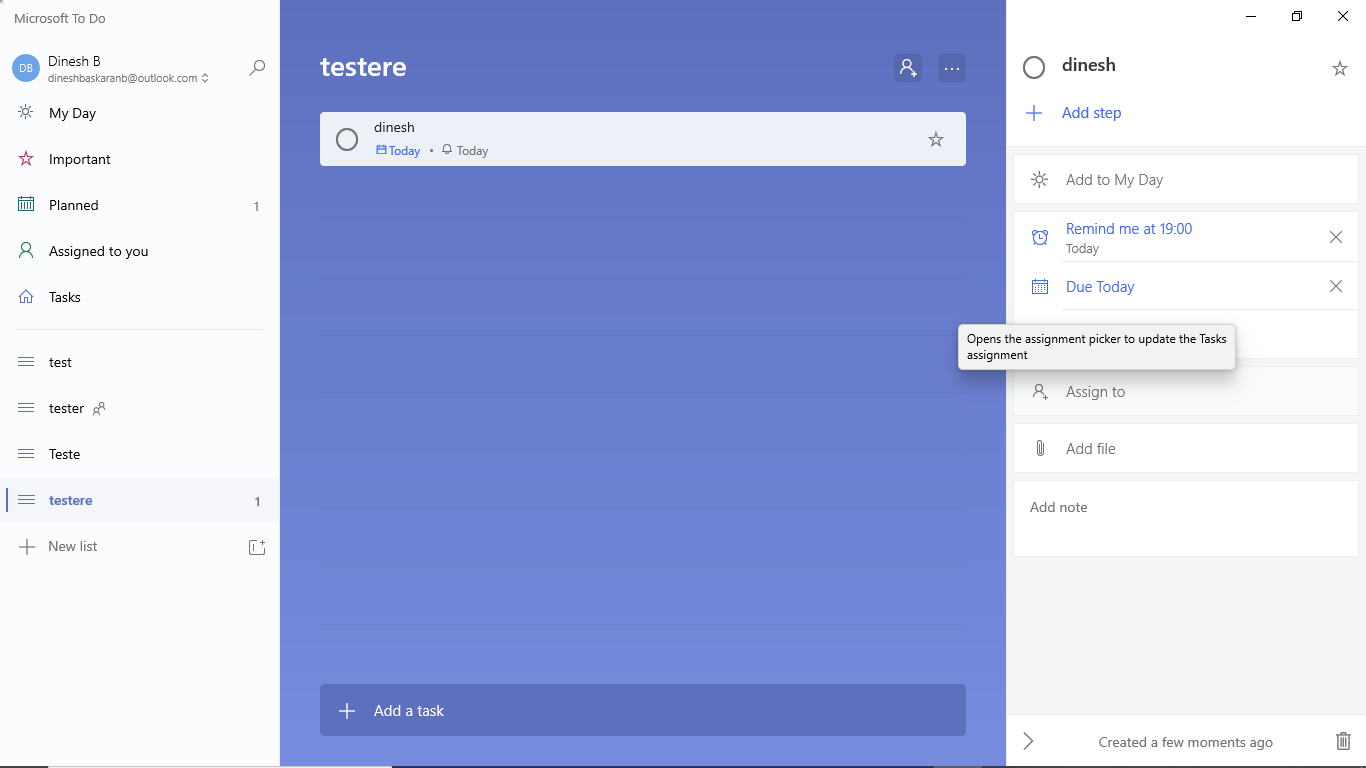 Microsoft To Do
DB
Dinesh B
dineshbaskaranb@outlook.com
My Day
Important
Planned 1
Assigned to you
Tasks
test
tester
Teste
testere 1
New list
testere
dinesh
Today • Today
Add a task
dinesh
Add step
Add to My Day
Remind me at 19:00
Today
Due Today
Opens the assignment picker to update the Tasks
assignment
Assign to
Add file
Add note
Created a few moments ago